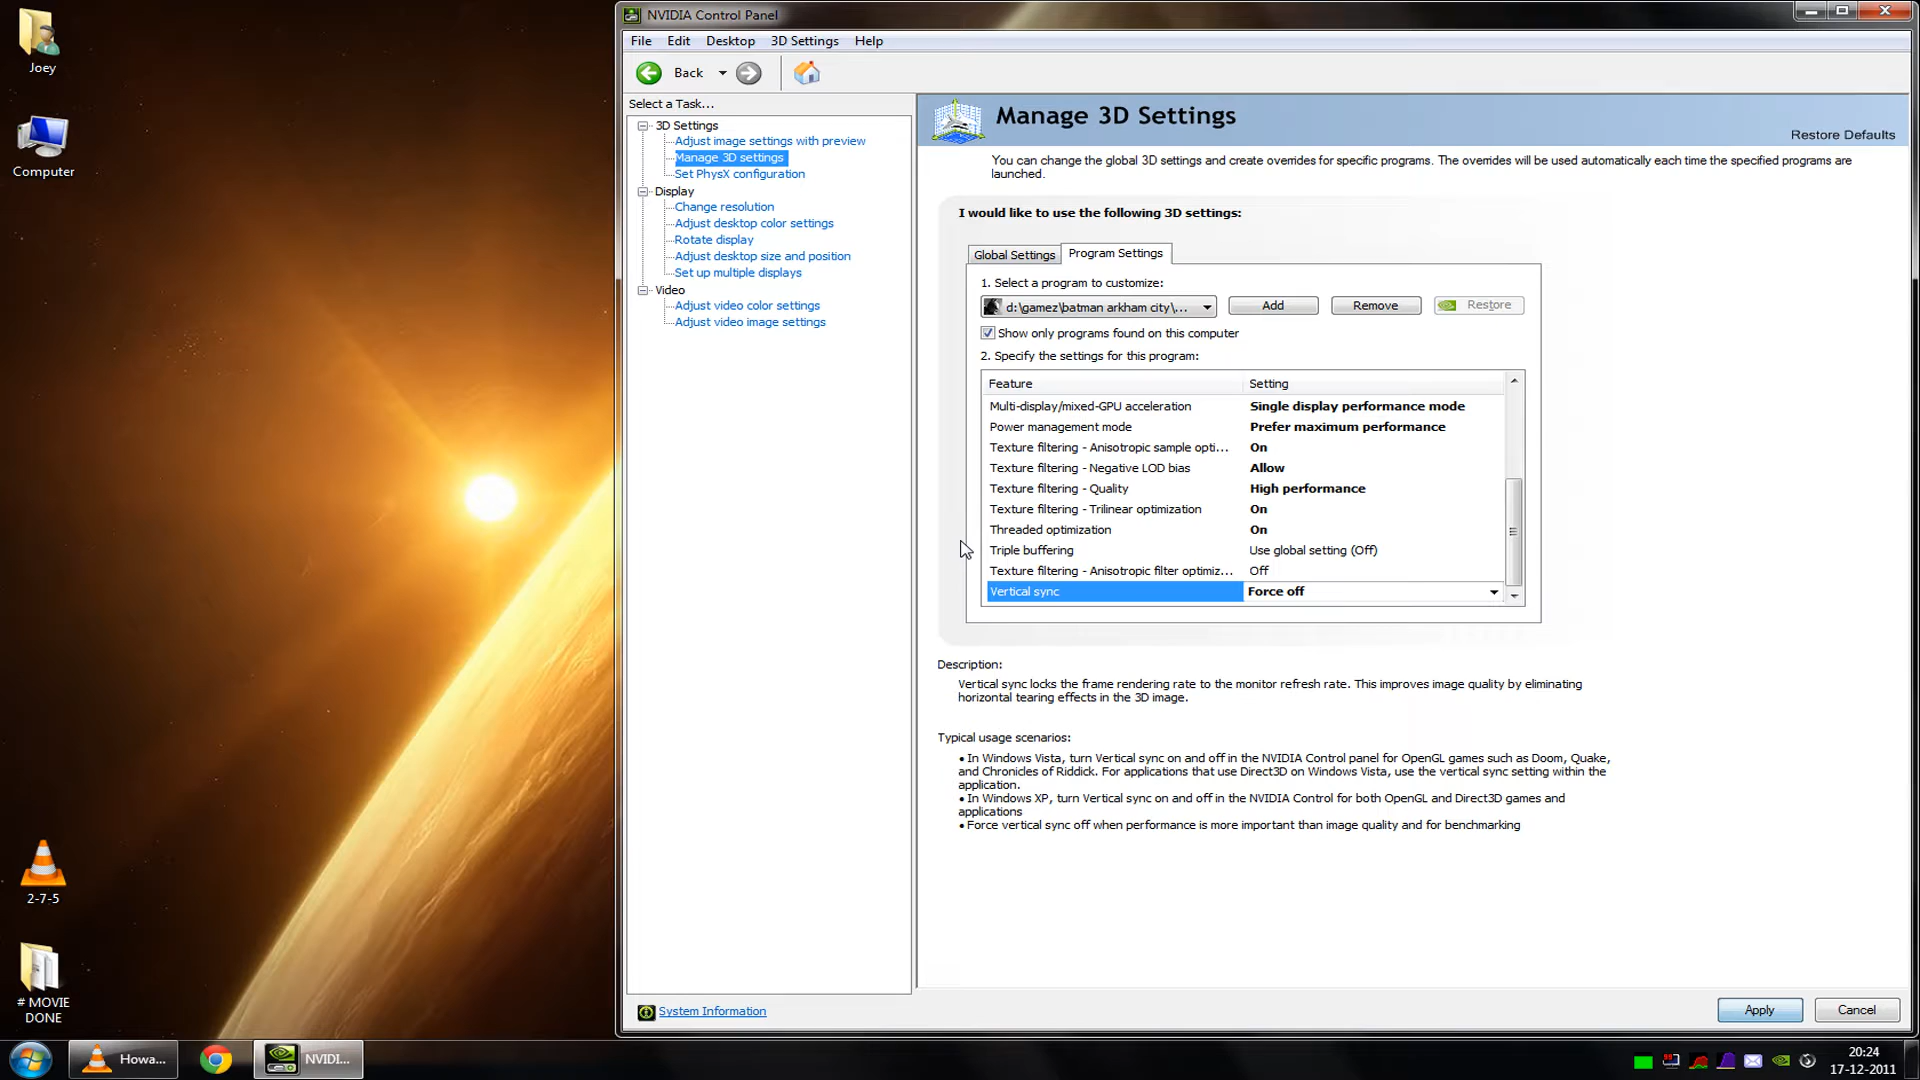 Joey
Computer
2-7-5
# MOVIE
DONE
NVIDIA Control Panel
File Edit Desktop 3D Settings Help
Back
Select a Task...
3D Settings
Adjust image settings with preview
Manage 3D settings
Set PhysX configuration
Display
Change resolution
Adjust desktop color settings
Rotate display
Adjust desktop size and position
Set up multiple displays
Video
Adjust video color settings
Adjust video image settings
System Information
Manage 3D Settings
Restore Defaults
You can change the global 3D settings and create overrides for specific programs. The overrides will be used automatically each time the specified programs are
launched.
I would like to use the following 3D settings:
Global Settings Program Settings
1. Select a program to customize:
d:\gamez\batman arkham city\... Add Remove Restore
Show only programs found on this computer
2. Specify the settings for this program:
Feature Setting
Multi-display/mixed-GPU acceleration Single display performance mode
Power management mode Prefer maximum performance
Texture filtering - Anisotropic sample opti... On
Texture filtering - Negative LOD bias Allow
Texture filtering - Quality High performance
Texture filtering - Trilinear optimization On
Threaded optimization On
Triple buffering Use global setting (Off)
Texture filtering - Anisotropic filter optimiz... Off
Vertical sync Force off
Description:
Vertical sync locks the frame rendering rate to the monitor refresh rate. This improves image quality by eliminating
horizontal tearing effects in the 3D image.
Typical usage scenarios:
• In Windows Vista, turn Vertical sync on and off in the NVIDIA Control panel for OpenGL games such as Doom, Quake,
and Chronicles of Riddick. For applications that use Direct3D on Windows Vista, use the vertical sync setting within the
application.
• In Windows XP, turn Vertical sync on and off in the NVIDIA Control for both OpenGL and Direct3D games and
applications
• Force vertical sync off when performance is more important than image quality and for benchmarking
Apply Cancel
Howa... NVIDI...
20:24
17-12-2011